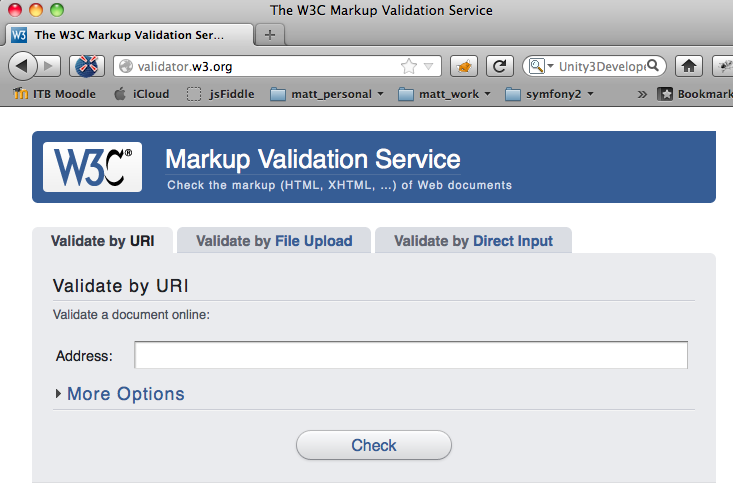 The W3C Markup Validation Service
W3 The W3C Markup Validation Ser...
validator.w3.org
Unity3Develop
ITB Moodle iCloud jsFiddle matt_personal matt_work symfony2 » Bookmark
W3C® Markup Validation Service
Check the markup (HTML, XHTML, …) of Web documents
Validate by URI Validate by File Upload Validate by Direct Input
Validate by URI
Validate a document online:
Address:
More Options
Check